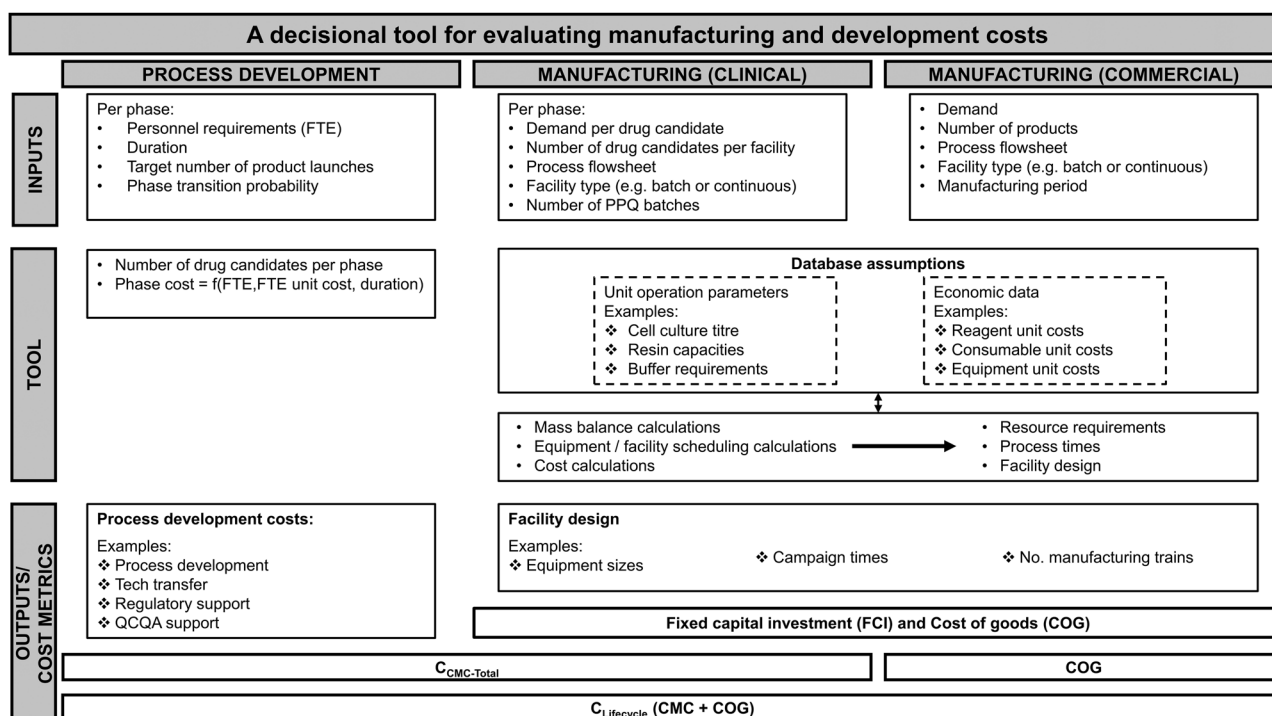 A decisional tool for evaluating manufacturing and development costs
PROCESS DEVELOPMENT
MANUFACTURING (CLINICAL)
MANUFACTURING (COMMERCIAL)
INPUTS
Per phase:
• Personnel requirements (FTE)
• Duration
• Target number of product launches
• Phase transition probability
Per phase:
• Demand per drug candidate
• Number of drug candidates per facility
• Process flowsheet
• Facility type (e.g. batch or continuous)
• Number of PPQ batches
• Demand
• Number of products
• Process flowsheet
• Facility type (e.g. batch or continuous)
• Manufacturing period
TOOL
• Number of drug candidates per phase
• Phase cost = f(FTE,FTE unit cost, duration)
Database assumptions
Unit operation parameters
Examples:
❖ Cell culture titre
❖ Resin capacities
❖ Buffer requirements
Economic data
Examples:
❖ Reagent unit costs
❖ Consumable unit costs
❖ Equipment unit costs
• Mass balance calculations
• Equipment / facility scheduling calculations
• Cost calculations
• Resource requirements
• Process times
• Facility design
OUTPUTS/
COST METRICS
Process development costs:
Examples:
❖ Process development
❖ Tech transfer
❖ Regulatory support
❖ QCQA support
Facility design
Examples:
❖ Equipment sizes
❖ Campaign times
❖ No. manufacturing trains
Fixed capital investment (FCI) and Cost of goods (COG)
C_CMC-Total
COG
C_Lifecycle (CMC + COG)